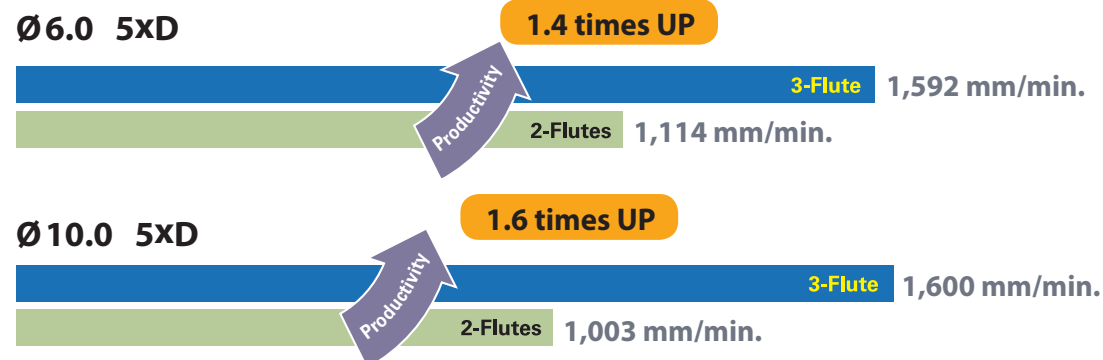 Ø6.0 5xD
1.4 times UP
Productivity
3-Flute 1,592 mm/min.
2-Flutes 1,114 mm/min.
Ø10.0 5xD
1.6 times UP
Productivity
3-Flute 1,600 mm/min.
2-Flutes 1,003 mm/min.